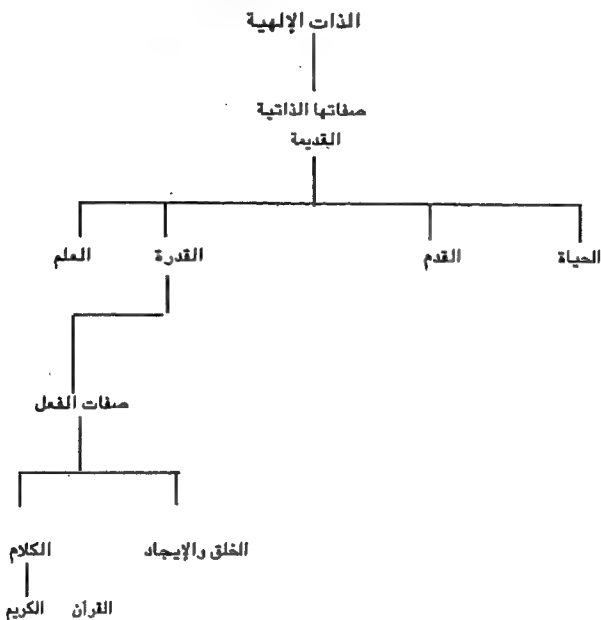 الذات الإلهية
صفاتها الذاتية
القديمة
الحياة
القدم
القدرة
العلم
صفات الفعل
الخلق والإيجاد
الكلام
القرآن الكريم